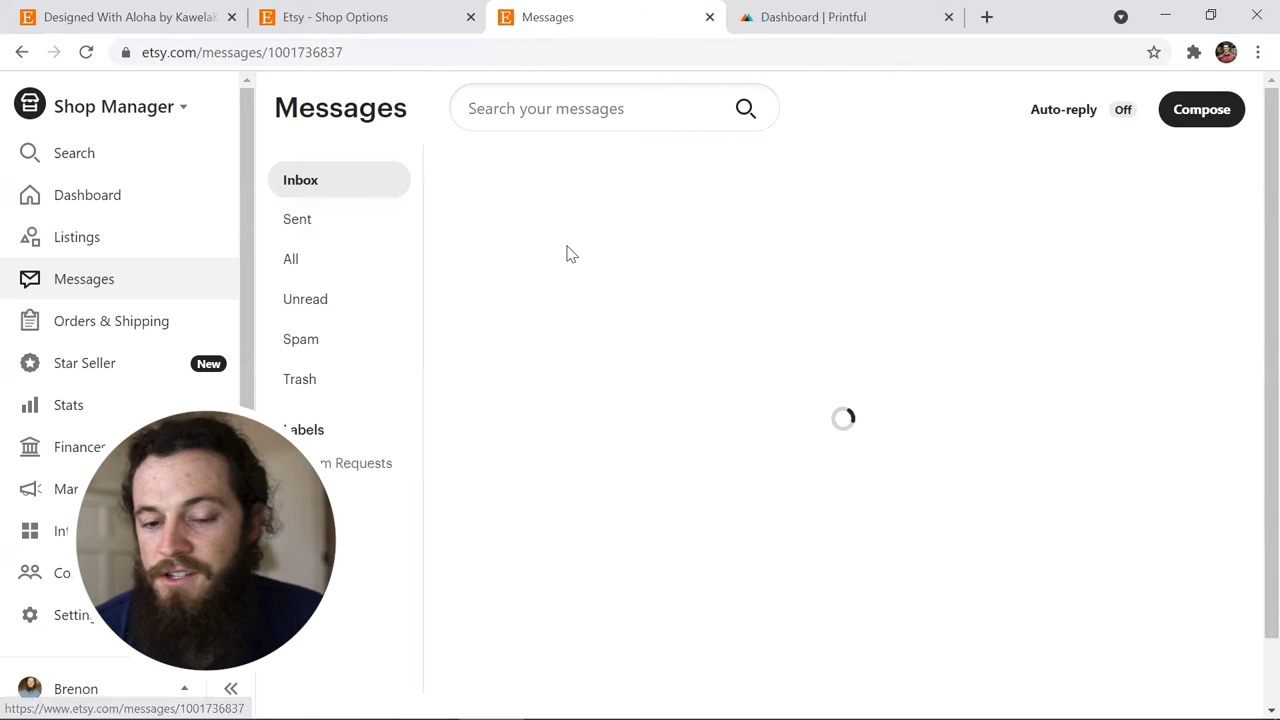 Designed With Aloha by Kawela
Etsy - Shop Options
Messages
Dashboard | Printful
etsy.com/messages/1001736837
Shop Manager
Messages
Search your messages
Auto-reply
Off
Compose
Search
Dashboard
Listings
Messages
Orders & Shipping
Star Seller
New
Stats
Finances
Inbox
Sent
All
Unread
Spam
Trash
Labels
Requests
Brenon
https://www.etsy.com/messages/1001736837